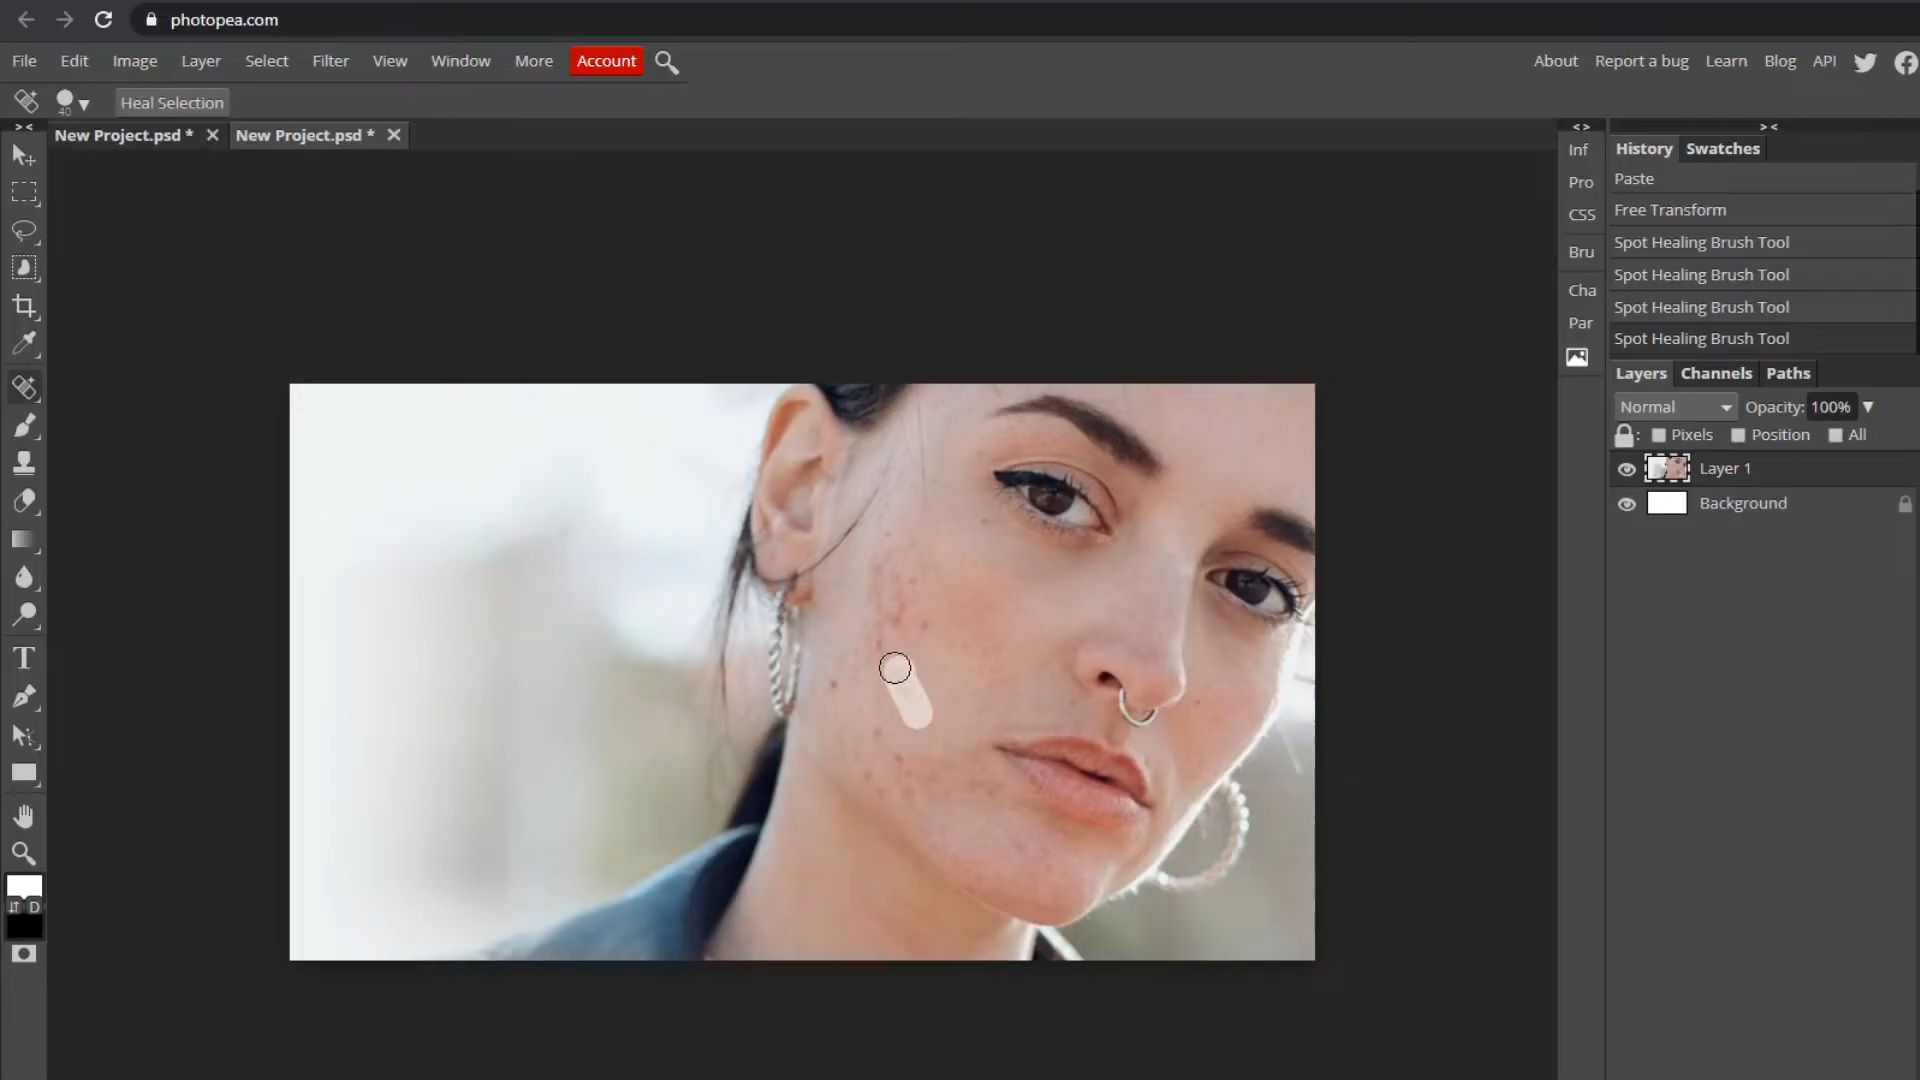 photopea.com
File Edit Image Layer Select Filter View Window More Account About Report a bug Learn Blog API
40 Heal Selection
New Project.psd * New Project.psd *
Inf
Pro
CSS
Bru
Cha
Par
History Swatches
Paste
Free Transform
Spot Healing Brush Tool
Spot Healing Brush Tool
Spot Healing Brush Tool
Spot Healing Brush Tool
Layers Channels Paths
Normal Opacity: 100%
: Pixels Position All
Layer 1
Background
D